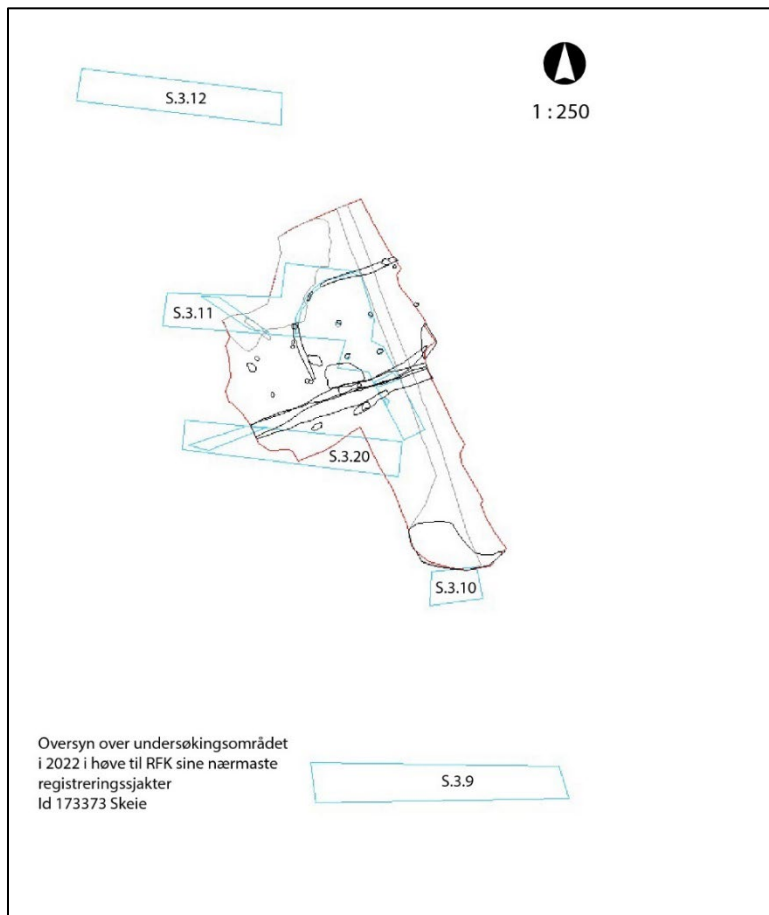 S.3.12
1 : 250
S.3.11
S.3.20
S.3.10
S.3.9
Oversyn over undersøkingsområdet
i 2022 i høve til RFK sine nærmaste
registreringssjakter
Id 173373 Skeie